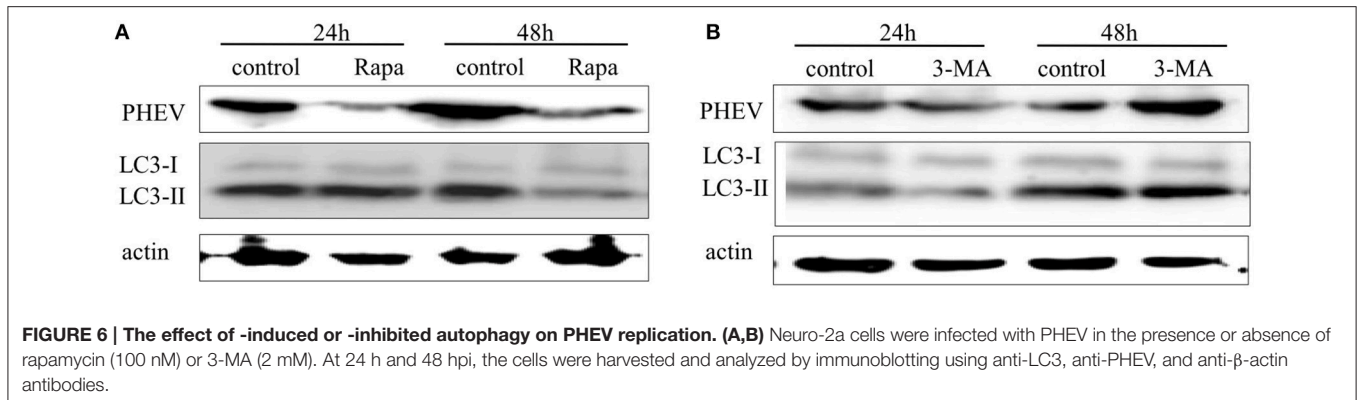 A
24h 48h
control Rapa control Rapa
PHEV
LC3-I
LC3-II
actin
B
24h 48h
control 3-MA control 3-MA
PHEV
LC3-I
LC3-II
actin
FIGURE 6 | The effect of -induced or -inhibited autophagy on PHEV replication. (A,B) Neuro-2a cells were infected with PHEV in the presence or absence of
rapamycin (100 nM) or 3-MA (2 mM). At 24 h and 48 hpi, the cells were harvested and analyzed by immunoblotting using anti-LC3, anti-PHEV, and anti-β-actin
antibodies.